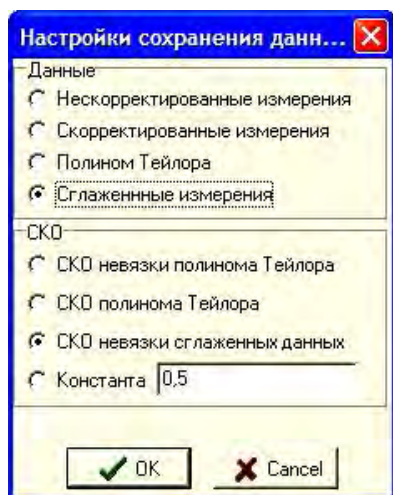 Настройки сохранения данн...
Данные
Нескорректированные измерения
Скорректированные измерения
Полином Тейлора
Сглаженнные измерения
СКО
СКО невязки полинома Тейлора
СКО полинома Тейлора
СКО невязки сглаженных данных
Константа 0,5
OK Cancel